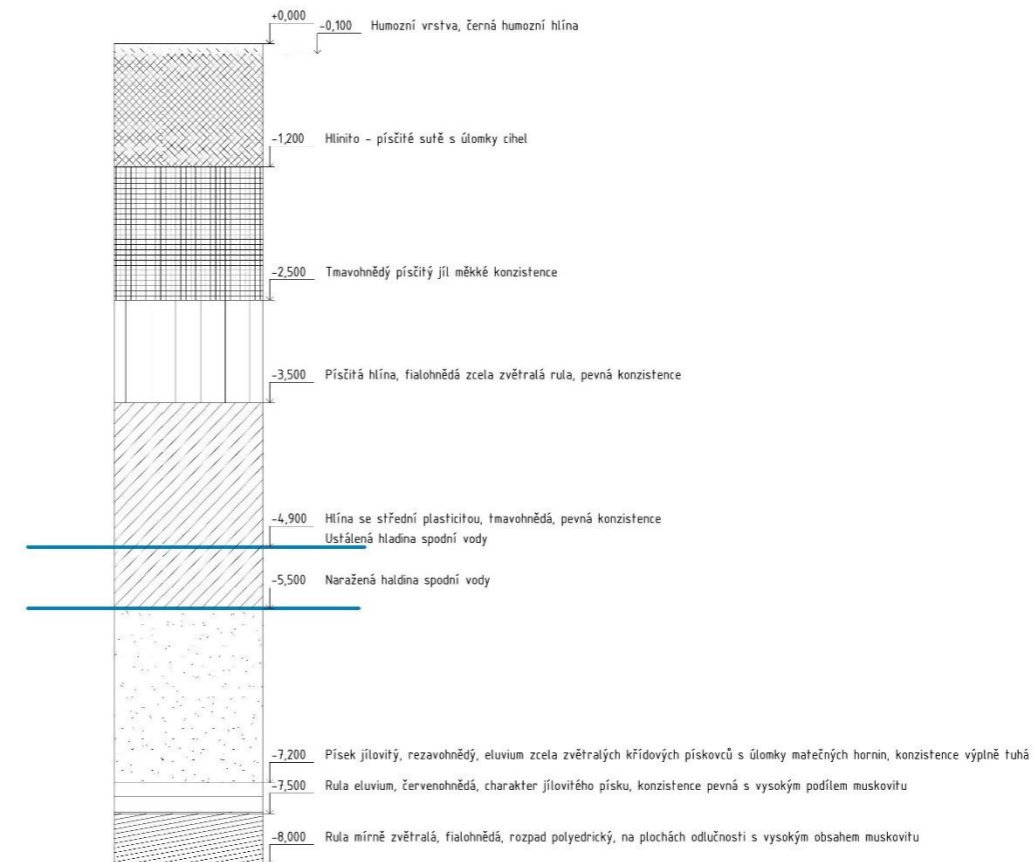 +0,000
-0,100 Humozní vrstva, černá humozní hlína
-1,200 Hlinito - písčité sutě s úlomky cihel
-2,500 Tmavohnědý písčitý jíl měkké konzistence
-3,500 Písčitá hlína, fialohnědá zcela zvětralá rula, pevná konzistence
-4,900 Hlína se střední plasticitou, tmavohnědá, pevná konzistence
Ustálená hladina spodní vody
-5,500 Naražená haldina spodní vody
-7,200 Písek jílovitý, rezavohnědý, eluvium zcela zvětralých křídových pískovců s úlomky matečných hornin, konzistence výplně tuhá
-7,500 Rula eluvium, červenohnědá, charakter jílovitého písku, konzistence pevná s vysokým podílem muskovitu
-8,000 Rula mírně zvětralá, fialohnědá, rozpad polyedrický, na plochách odlučnosti s vysokým obsahem muskovitu